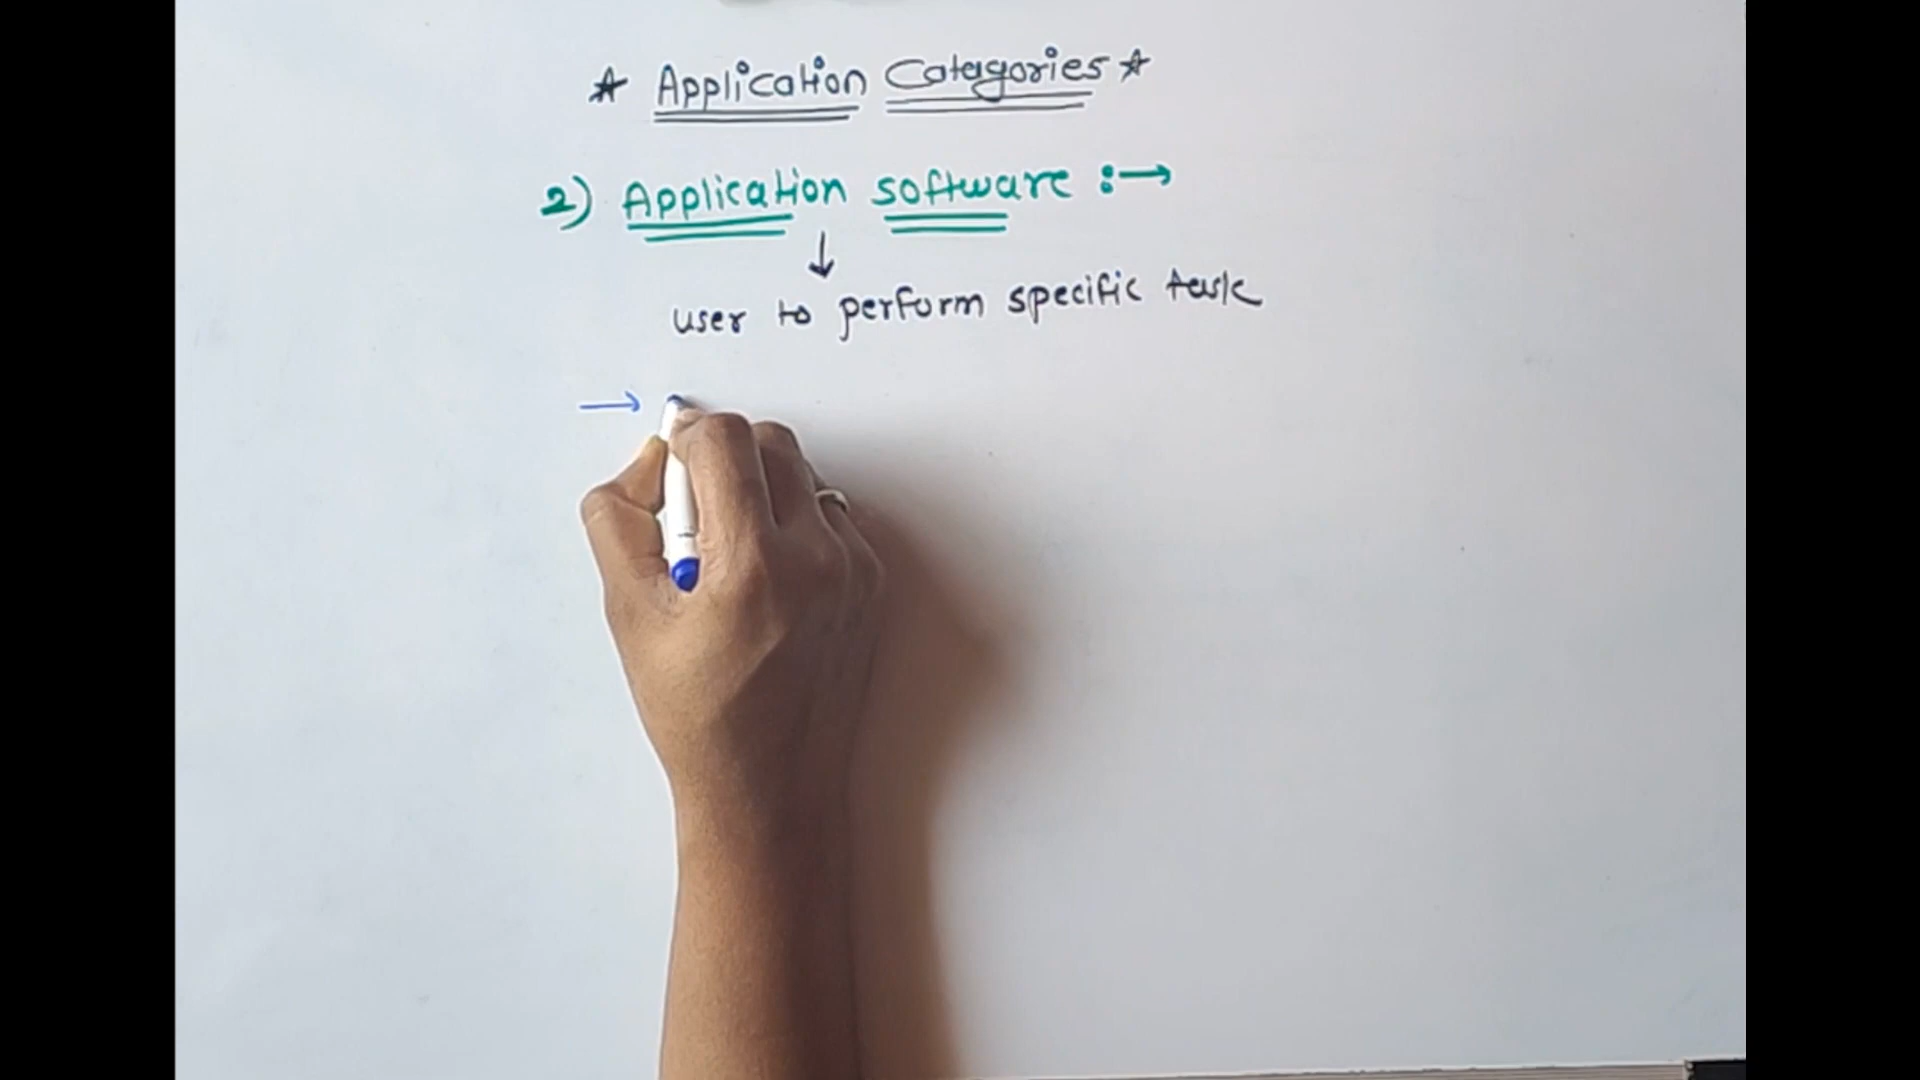 ☆ Application Catagories ☆
2) Application software :→
↓
user to perform specific task
→